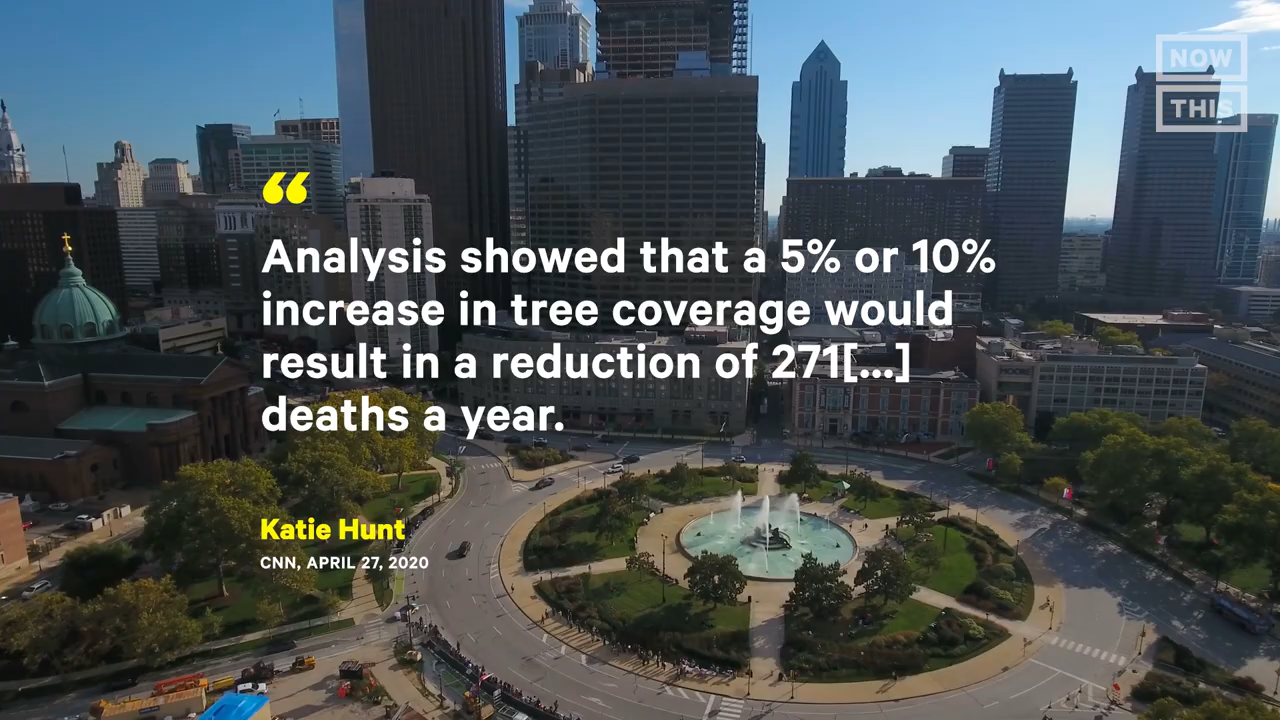 NOW
THIS
“
Analysis showed that a 5% or 10%
increase in tree coverage would
result in a reduction of 271[...]
deaths a year.
Katie Hunt
CNN, APRIL 27, 2020